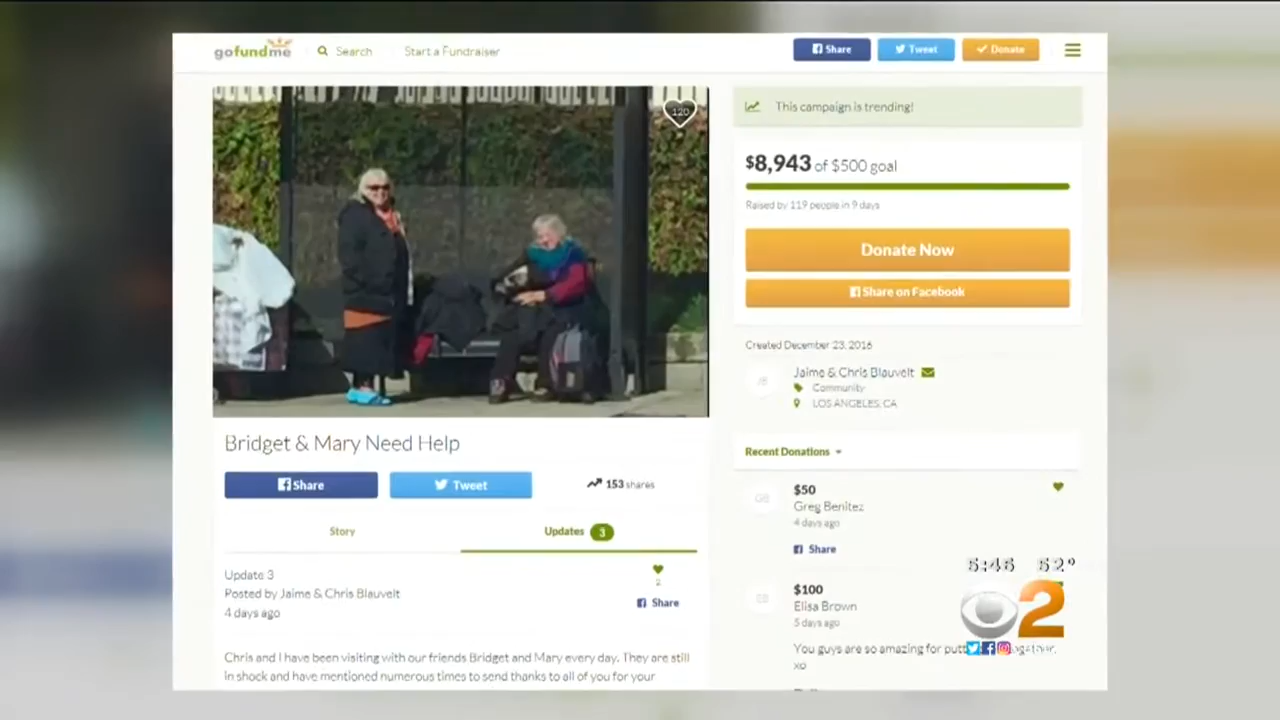 gofundme
Search
Start a Fundraiser
Share
Tweet
Donate
120
This campaign is trending!
$8,943 of $500 goal
Raised by 119 people in 9 days
Donate Now
Share on Facebook
Created December 23, 2016
JB
Jaime & Chris Blauvelt
Community
LOS ANGELES, CA
Bridget & Mary Need Help
Share
Tweet
153 shares
Story
Updates 3
Update 3
Posted by Jaime & Chris Blauvelt
4 days ago
2
Share
Chris and I have been visiting with our friends Bridget and Mary every day. They are still
in shock and have mentioned numerous times to send thanks to all of you for your
Recent Donations
GB
$50
Greg Benitez
4 days ago
Share
EB
$100
Elisa Brown
5 days ago
You guys are so amazing for
xo
5:46 52°
2